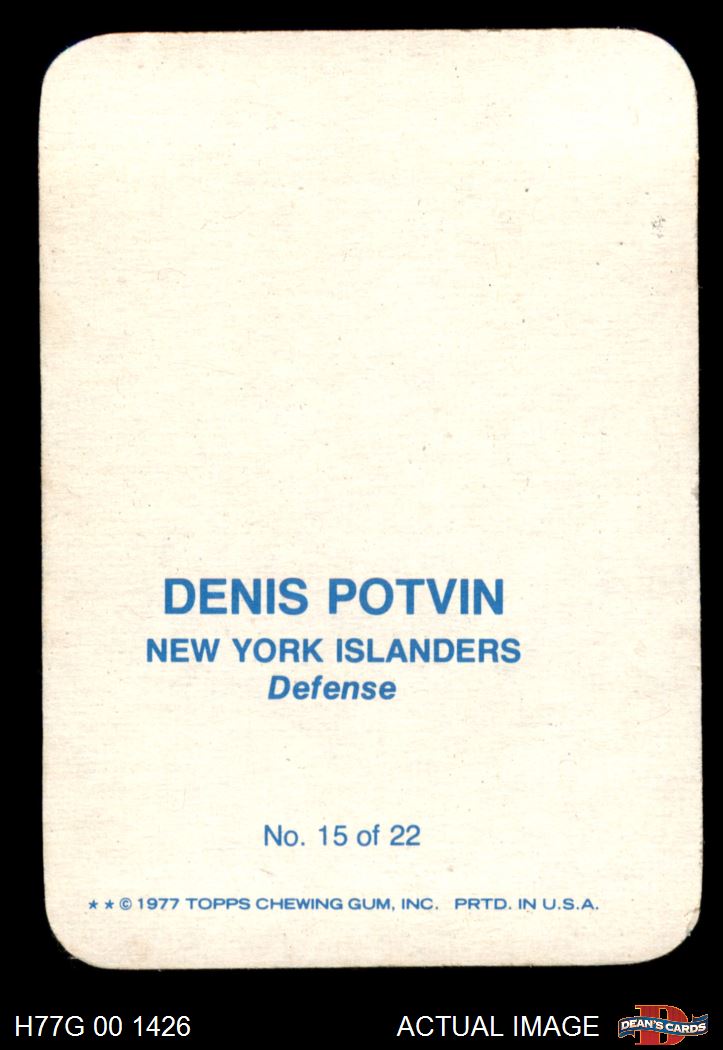 DENIS POTVIN
NEW YORK ISLANDERS
Defense
No. 15 of 22
★ ★ © 1977 TOPPS CHEWING GUM, INC. PRTD. IN U.S.A.
H77G 00 1426
ACTUAL IMAGE
D
DEAN'S CARDS